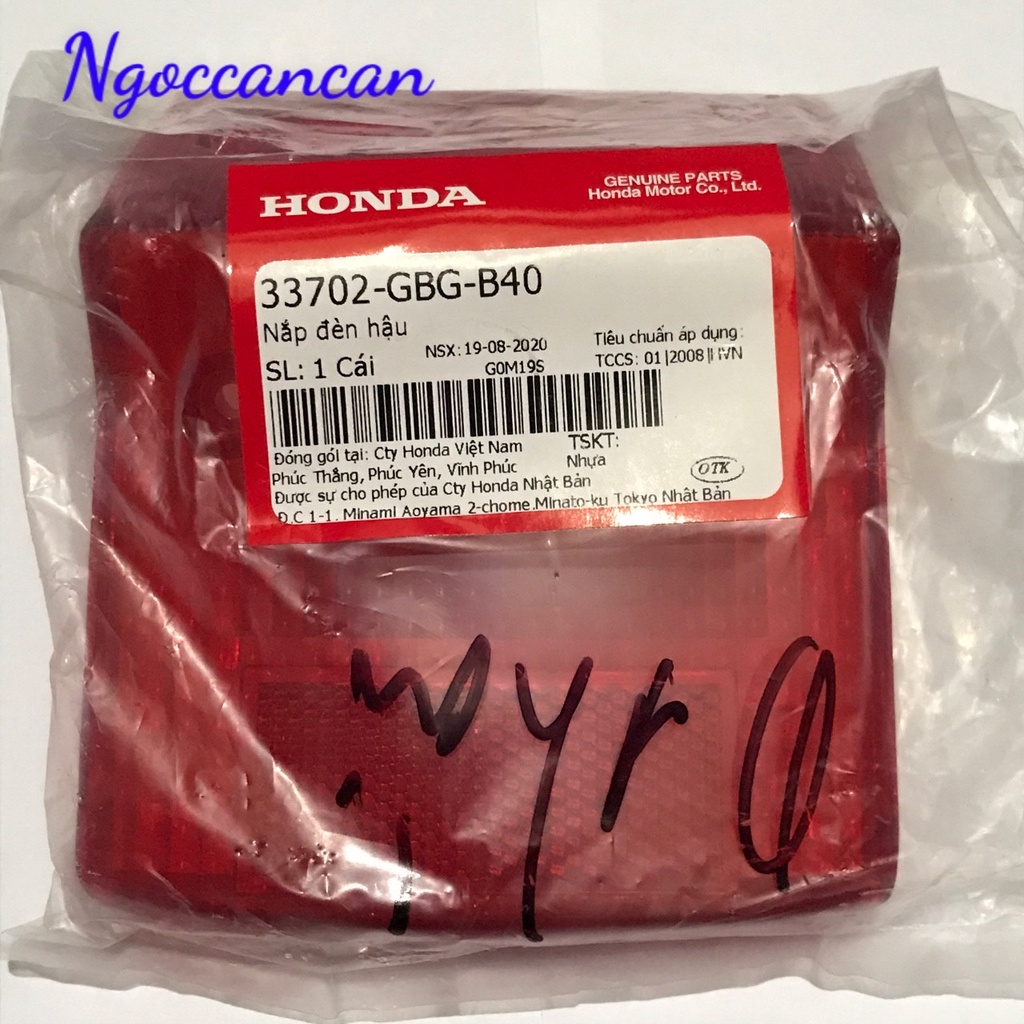 Ngoccancan
HONDA
GENUINE PARTS
Honda Motor Co., Ltd.
33702-GBG-B40
Nắp đèn hậu
SL: 1 Cái
NSX: 19-08-2020
G0M19S
Tiêu chuẩn áp dụng:
TCCS: 01|2008||HVN
Đóng gói tại: Cty Honda Việt Nam
Phúc Thắng, Phúc Yên, Vĩnh Phúc
TSKT:
Nhựa
OTK
Được sự cho phép của Cty Honda Nhật Bản
Đ.C 1-1. Minami Aoyama 2-chome.Minato-ku Tokyo Nhật Bản